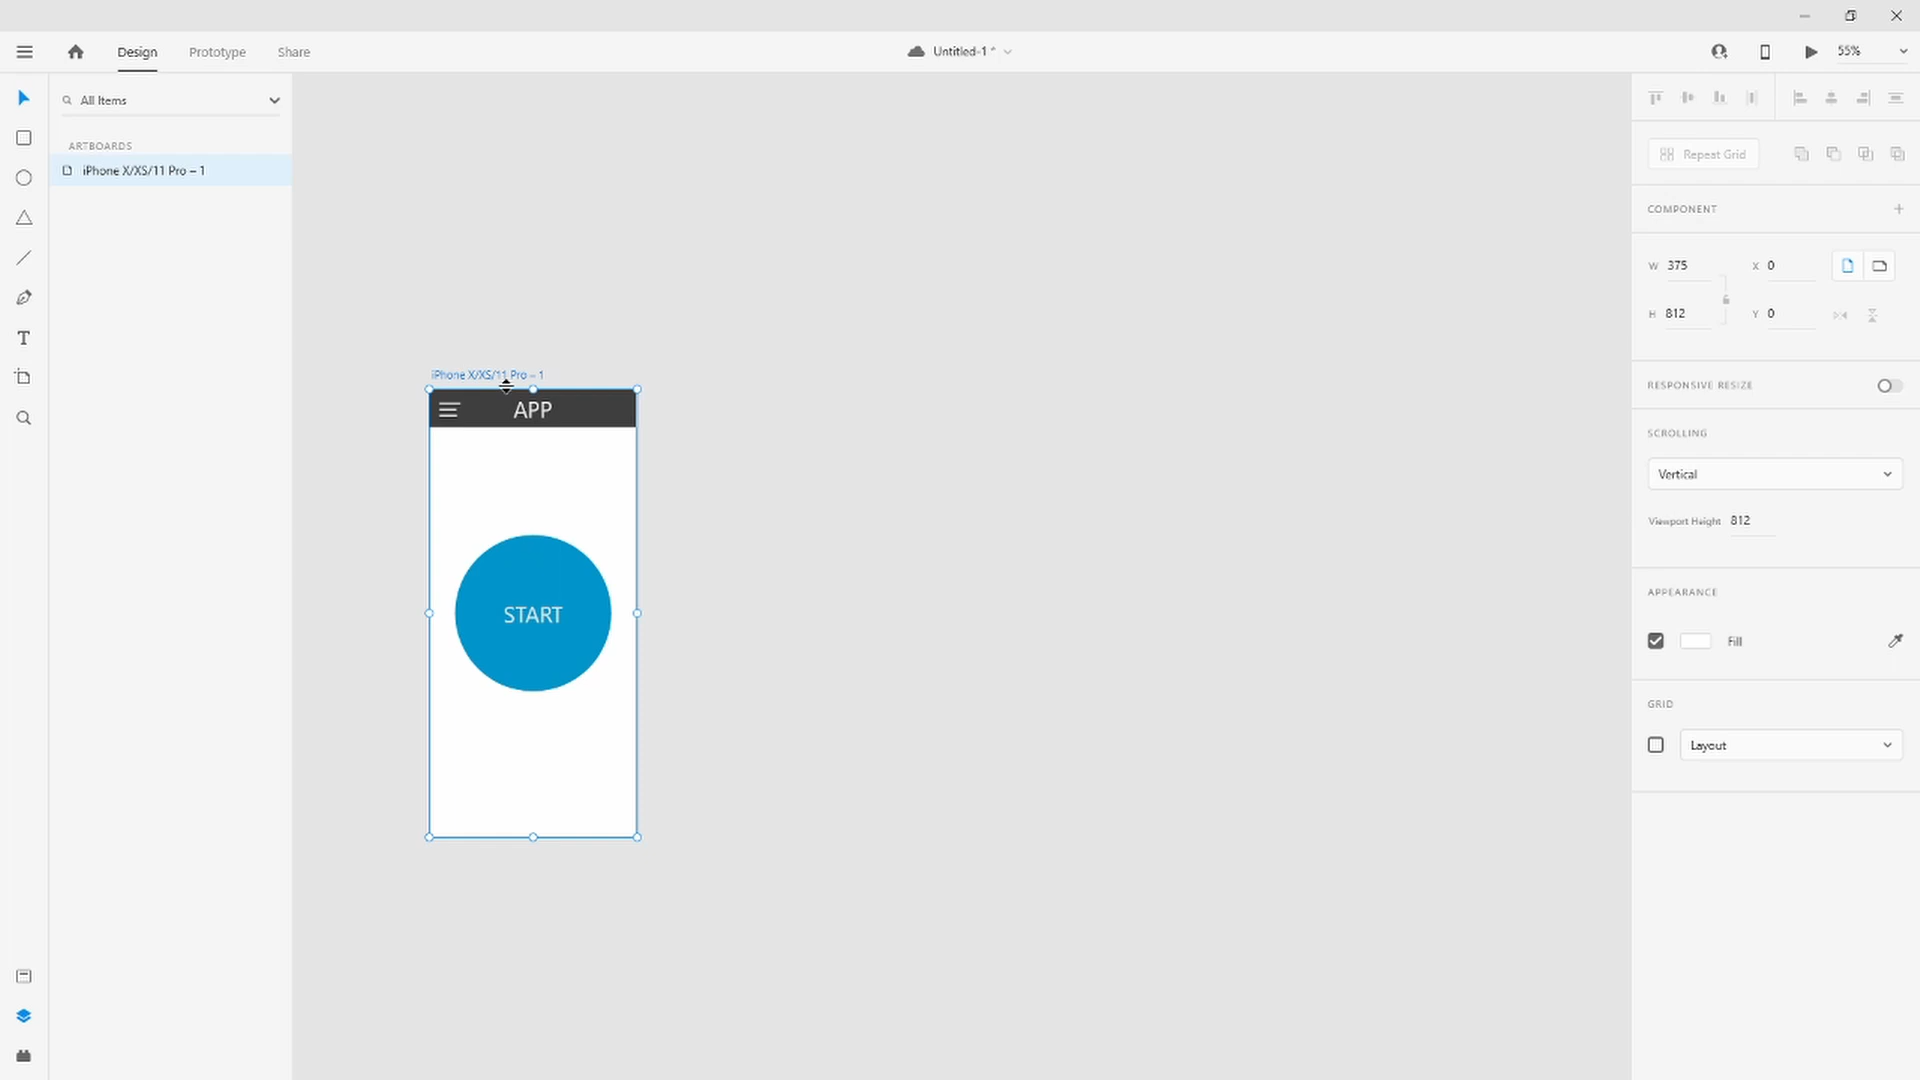 Design Prototype Share
Untitled-1 *
55%
All Items
ARTBOARDS
iPhone X/XS/11 Pro – 1
iPhone X/XS/11 Pro – 1
APP
START
Repeat Grid
COMPONENT
W 375 X 0
H 812 Y 0
RESPONSIVE RESIZE
SCROLLING
Vertical
Viewport Height 812
APPEARANCE
Fill
GRID
Layout